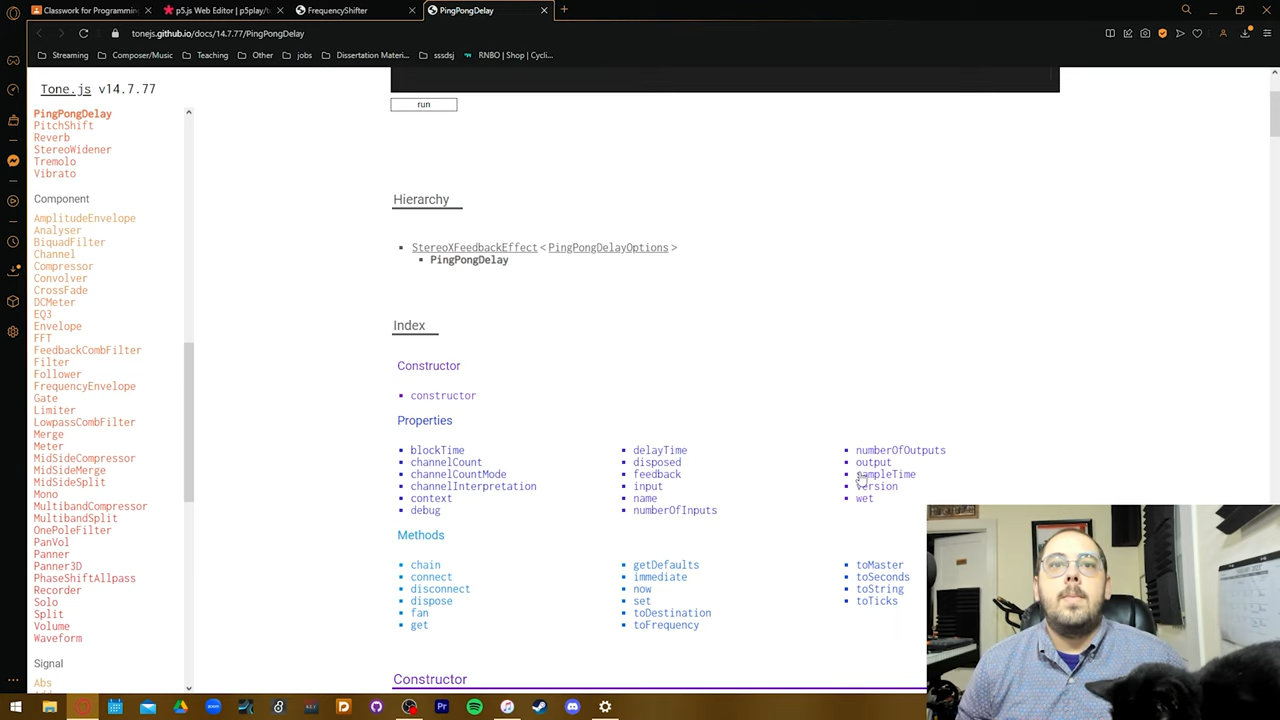 Classwork for Programmin
p5.js Web Editor | p5play/t
FrequencyShifter
PingPongDelay
tonejs.github.io/docs/14.7.77/PingPongDelay
Streaming
Composer/Music
Teaching
Other
jobs
Dissertation Materi...
sssdsj
RNBO | Shop | Cycli...
Tone.js v14.7.77
PingPongDelay
PitchShift
Reverb
StereoWidener
Tremolo
Vibrato
Component
AmplitudeEnvelope
Analyser
BiquadFilter
Channel
Compressor
Convolver
CrossFade
DCMeter
EQ3
Envelope
FFT
FeedbackCombFilter
Filter
Follower
FrequencyEnvelope
Gate
Limiter
LowpassCombFilter
Merge
Meter
MidSideCompressor
MidSideMerge
MidSideSplit
Mono
MultibandCompressor
MultibandSplit
OnePoleFilter
PanVol
Panner
Panner3D
PhaseShiftAllpass
Recorder
Solo
Split
Volume
Waveform
Signal
Abs
run
Hierarchy
StereoXFeedbackEffect < PingPongDelayOptions >
PingPongDelay
Index
Constructor
constructor
Properties
blockTime
channelCount
channelCountMode
channelInterpretation
context
debug
delayTime
disposed
feedback
input
name
numberOfInputs
numberOfOutputs
output
sampleTime
version
wet
Methods
chain
connect
disconnect
dispose
fan
get
getDefaults
immediate
now
set
toDestination
toFrequency
toMaster
toSeconds
toString
toTicks
Constructor